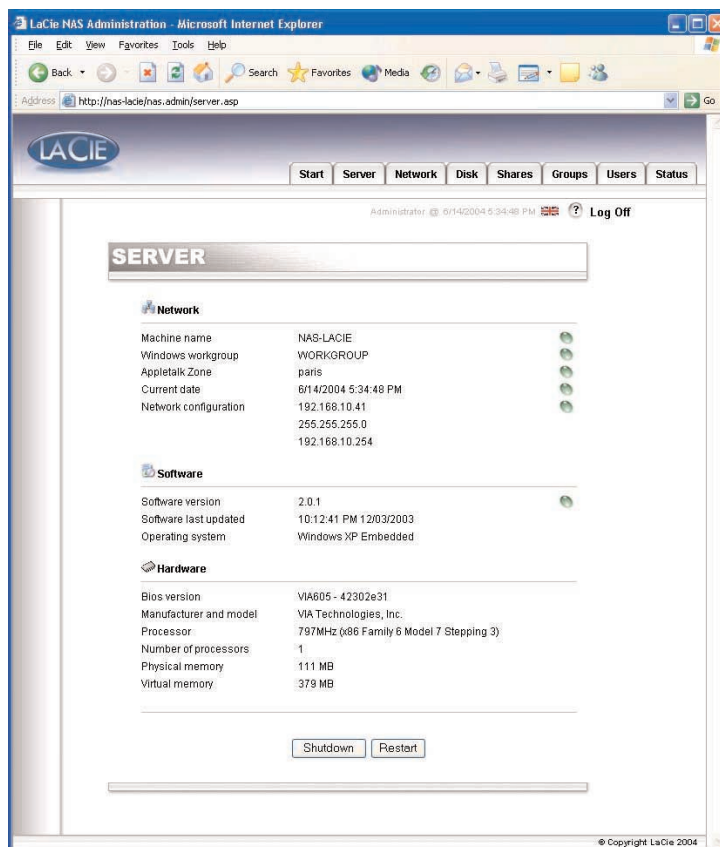 LaCie NAS Administration - Microsoft Internet Explorer
File Edit View Favorites Tools Help
Back Search Favorites Media
Address http://nas-lacie/nas.admin/server.asp Go
LACIE
Start Server Network Disk Shares Groups Users Status
Administrator @ 6/14/2004 5:34:48 PM ? Log Off
SERVER
Network
Machine name NAS-LACIE
Windows workgroup WORKGROUP
Appletalk Zone paris
Current date 6/14/2004 5:34:48 PM
Network configuration 192.168.10.41
255.255.255.0
192.168.10.254
Software
Software version 2.0.1
Software last updated 10:12:41 PM 12/03/2003
Operating system Windows XP Embedded
Hardware
Bios version VIA605 - 42302e31
Manufacturer and model VIA Technologies, Inc.
Processor 797MHz (x86 Family 6 Model 7 Stepping 3)
Number of processors 1
Physical memory 111 MB
Virtual memory 379 MB
Shutdown Restart
© Copyright LaCie 2004